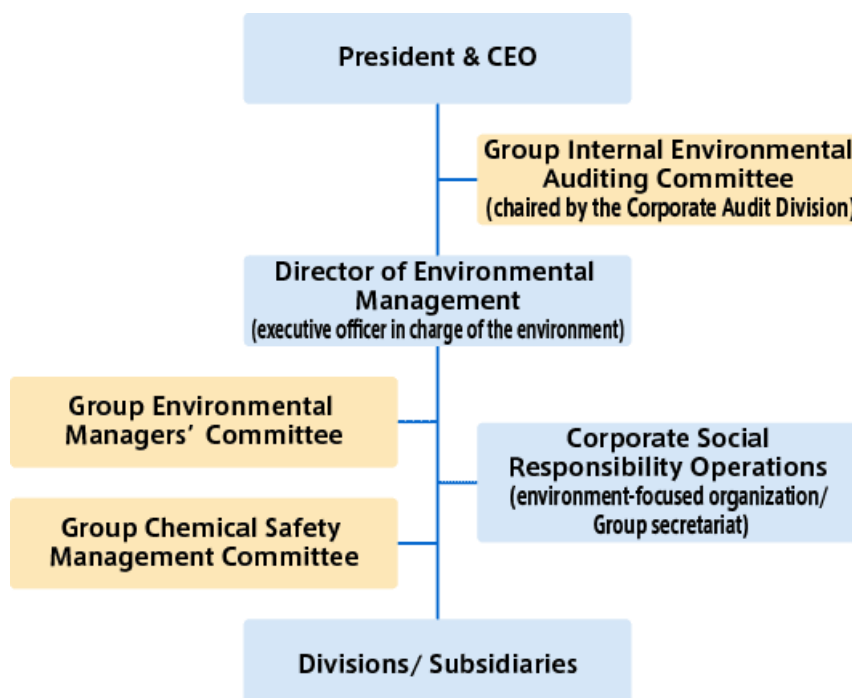 President & CEO
Group Internal Environmental
Auditing Committee
(chaired by the Corporate Audit Division)
Director of Environmental
Management
(executive officer in charge of the environment)
Group Environmental
Managers’ Committee
Corporate Social
Responsibility Operations
(environment-focused organization/
Group secretariat)
Group Chemical Safety
Management Committee
Divisions/ Subsidiaries